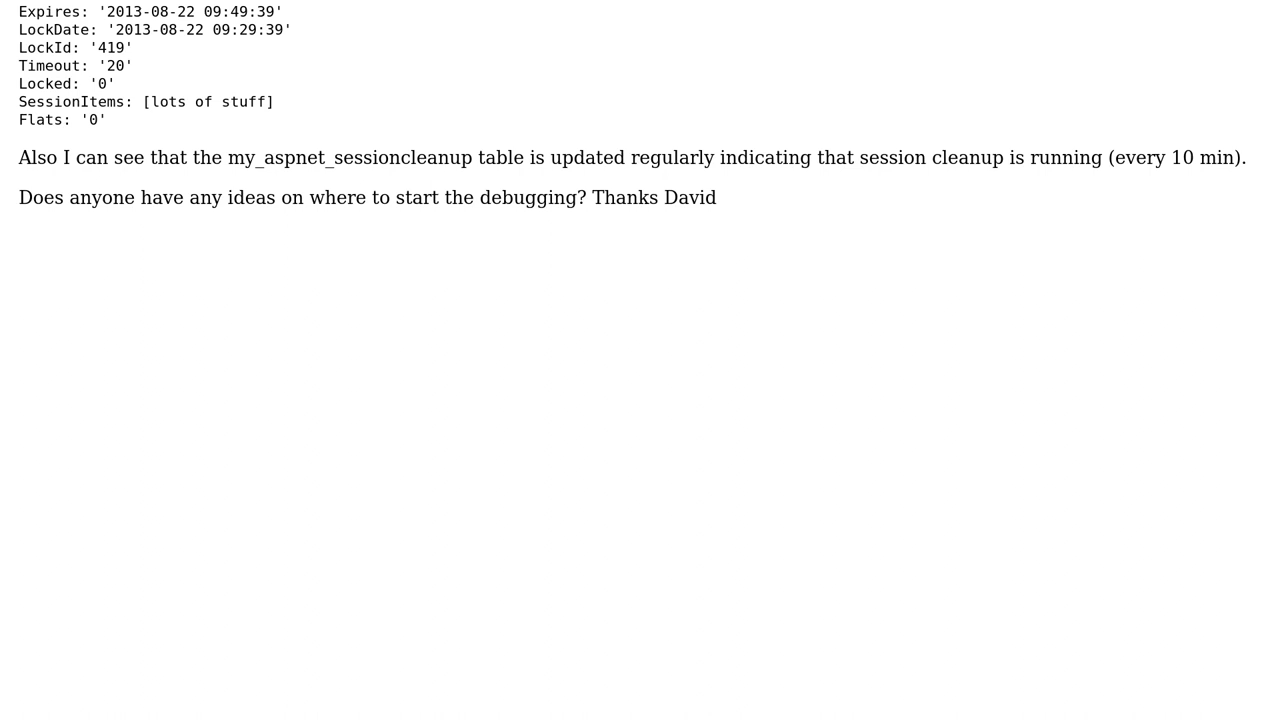 Expires: '2013-08-22 09:49:39'
LockDate: '2013-08-22 09:29:39'
LockId: '419'
Timeout: '20'
Locked: '0'
SessionItems: [lots of stuff]
Flats: '0'
Also I can see that the my_aspnet_sessioncleanup table is updated regularly indicating that session cleanup is running (every 10 min).
Does anyone have any ideas on where to start the debugging? Thanks David